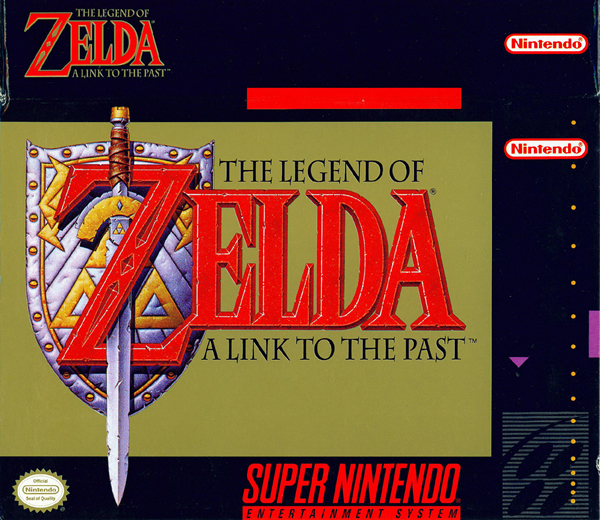 THE LEGEND OF
ZELDA®
A LINK TO THE PAST™
Nintendo®
Nintendo®
THE LEGEND OF
ZELDA®
A LINK TO THE PAST™
Official
Nintendo
Seal of Quality
SUPER NINTENDO®
ENTERTAINMENT SYSTEM